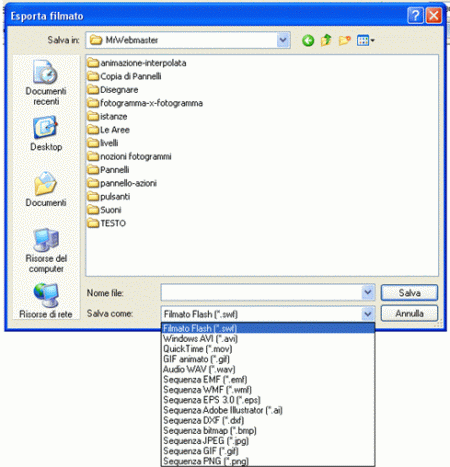 Esporta filmato
Salva in:
MrWebmaster
Documenti recenti
Desktop
Documenti
Risorse del computer
Risorse di rete
animazione-interpolata
Copia di Pannelli
Disegnare
fotogramma-x-fotogramma
istanze
Le Aree
livelli
nozioni fotogrammi
Pannelli
pannello-azioni
pulsanti
Suoni
TESTO
Nome file:
Salva
Salva come:
Filmato Flash (*.swf)
Annulla
Filmato Flash (*.swf)
Windows AVI (*.avi)
QuickTime (*.mov)
GIF animato (*.gif)
Audio WAV (*.wav)
Sequenza EMF (*.emf)
Sequenza WMF (*.wmf)
Sequenza EPS 3.0 (*.eps)
Sequenza Adobe Illustrator (*.ai)
Sequenza DXF (*.dxf)
Sequenza bitmap (*.bmp)
Sequenza JPEG (*.jpg)
Sequenza GIF (*.gif)
Sequenza PNG (*.png)